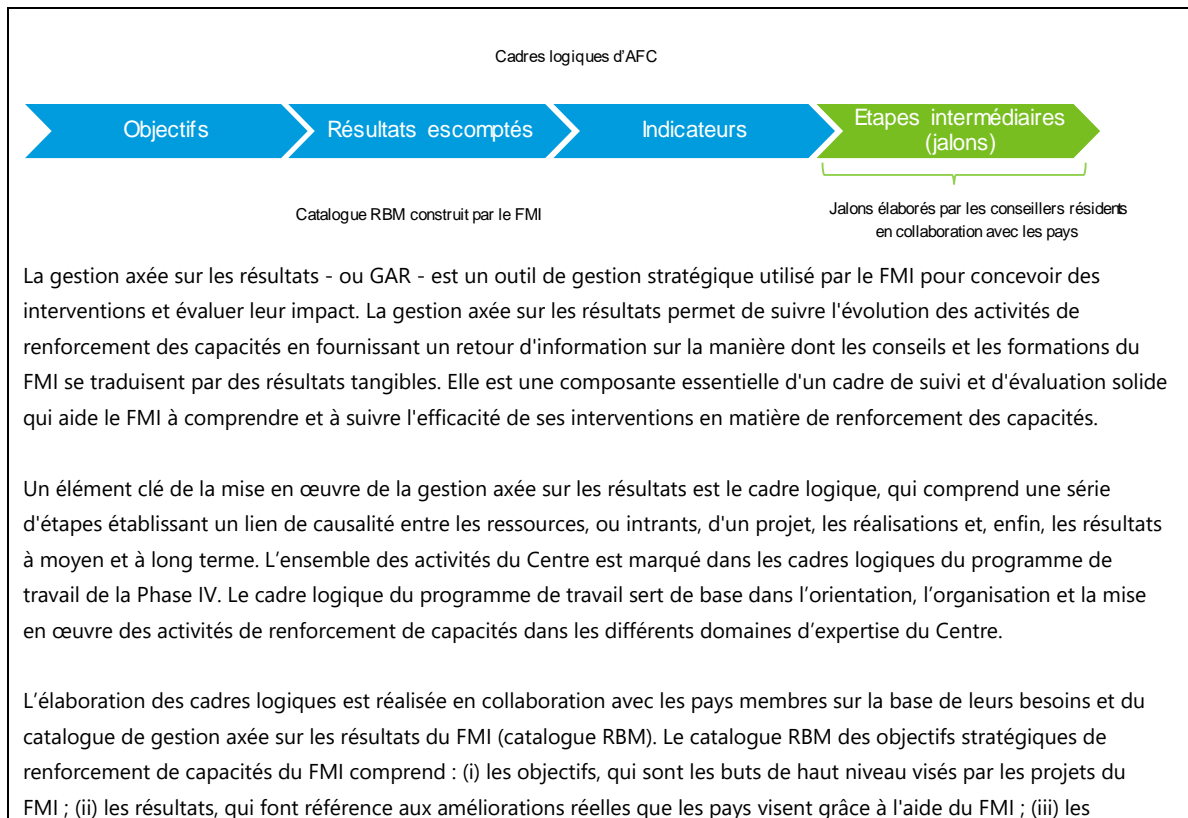 Cadres logiques d’AFC
Objectifs
Résultats escomptés
Indicateurs
Etapes intermédiaires
(jalons)
Catalogue RBM construit par le FMI
Jalons élaborés par les conseillers résidents
en collaboration avec les pays
La gestion axée sur les résultats - ou GAR - est un outil de gestion stratégique utilisé par le FMI pour concevoir des
interventions et évaluer leur impact. La gestion axée sur les résultats permet de suivre l'évolution des activités de
renforcement des capacités en fournissant un retour d'information sur la manière dont les conseils et les formations du
FMI se traduisent par des résultats tangibles. Elle est une composante essentielle d'un cadre de suivi et d'évaluation solide
qui aide le FMI à comprendre et à suivre l'efficacité de ses interventions en matière de renforcement des capacités.
Un élément clé de la mise en œuvre de la gestion axée sur les résultats est le cadre logique, qui comprend une série
d'étapes établissant un lien de causalité entre les ressources, ou intrants, d'un projet, les réalisations et, enfin, les résultats
à moyen et à long terme. L’ensemble des activités du Centre est marqué dans les cadres logiques du programme de
travail de la Phase IV. Le cadre logique du programme de travail sert de base dans l’orientation, l’organisation et la mise
en œuvre des activités de renforcement de capacités dans les différents domaines d’expertise du Centre.
L’élaboration des cadres logiques est réalisée en collaboration avec les pays membres sur la base de leurs besoins et du
catalogue de gestion axée sur les résultats du FMI (catalogue RBM). Le catalogue RBM des objectifs stratégiques de
renforcement de capacités du FMI comprend : (i) les objectifs, qui sont les buts de haut niveau visés par les projets du
FMI ; (ii) les résultats, qui font référence aux améliorations réelles que les pays visent grâce à l'aide du FMI ; (iii) les